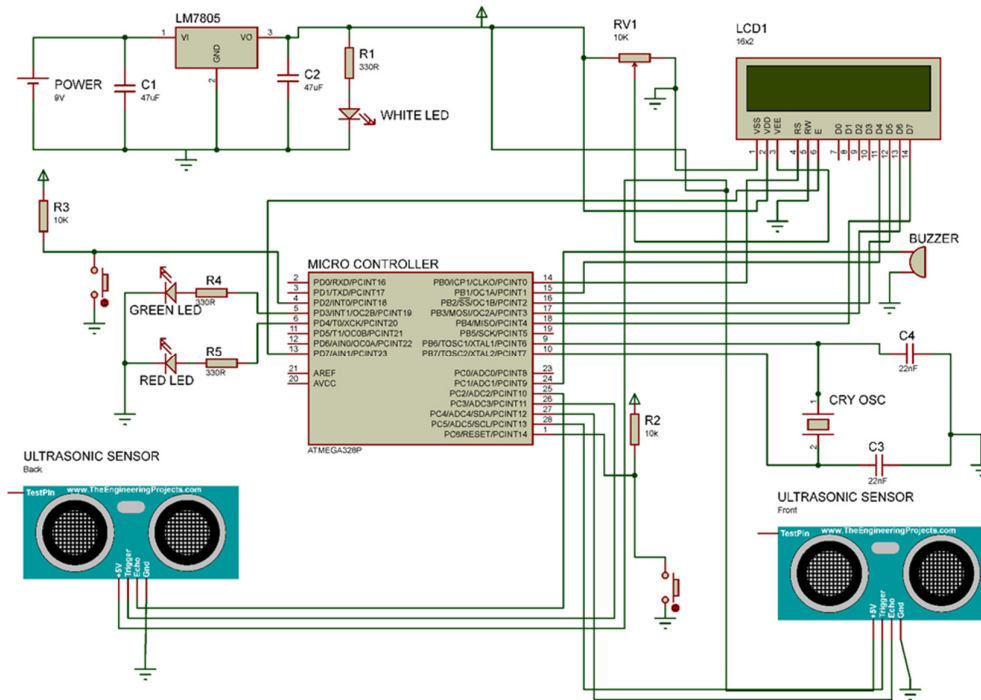 LM7805
1
VI
VO
3
GND
2
POWER
9V
C1
47uF
C2
47uF
R1
330R
WHITE LED
RV1
10K
LCD1
16x2
VSS
VDD
VEE
RS
RW
E
D0
D1
D2
D3
D4
D5
D6
D7
1
2
3
4
5
6
7
8
9
10
11
12
13
14
R3
10K
BUZZER
MICRO CONTROLLER
2
PD0/RXD/PCINT16
3
PD1/TXD/PCINT17
4
PD2/INT0/PCINT18
5
PD3/INT1/OC2B/PCINT19
6
PD4/T0/XCK/PCINT20
11
PD5/T1/OC0B/PCINT21
12
PD6/AIN0/OC0A/PCINT22
13
PD7/AIN1/PCINT23
21
AREF
20
AVCC
PB0/ICP1/CLKO/PCINT0
14
PB1/OC1A/PCINT1
15
PB2/SS/OC1B/PCINT2
16
PB3/MOSI/OC2A/PCINT3
17
PB4/MISO/PCINT4
18
PB5/SCK/PCINT5
19
PB6/TOSC1/XTAL1/PCINT6
9
PB7/TOSC2/XTAL2/PCINT7
10
PC0/ADC0/PCINT8
23
PC1/ADC1/PCINT9
24
PC2/ADC2/PCINT10
25
PC3/ADC3/PCINT11
26
PC4/ADC4/SDA/PCINT12
27
PC5/ADC5/SCL/PCINT13
28
PC6/RESET/PCINT14
1
ATMEGA328P
R4
330R
GREEN LED
R5
330R
RED LED
C4
22nF
CRY OSC
1
2
C3
22nF
R2
10k
ULTRASONIC SENSOR
Back
TestPin
www.TheEngineeringProjects.com
+5V
Trigger
Echo
Gnd
ULTRASONIC SENSOR
Front
TestPin
www.TheEngineeringProjects.com
+5V
Trigger
Echo
Gnd